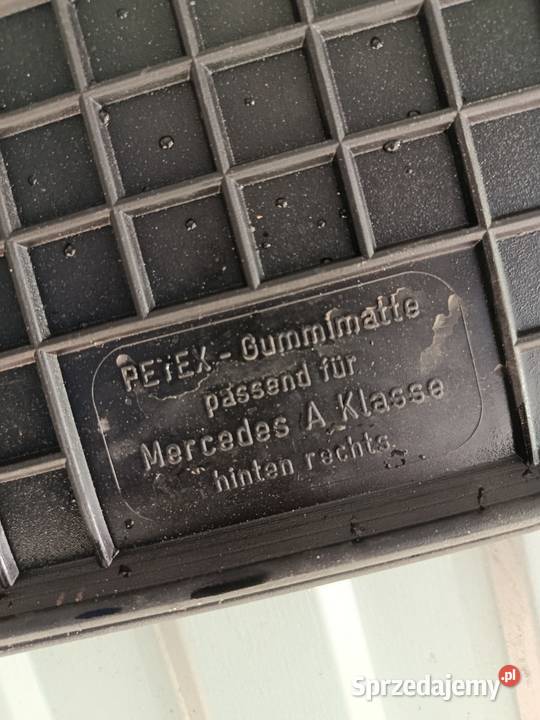 PETEX - Gummimatte
passend für
Mercedes A Klasse
hinten rechts
Sprzedajemy.pl